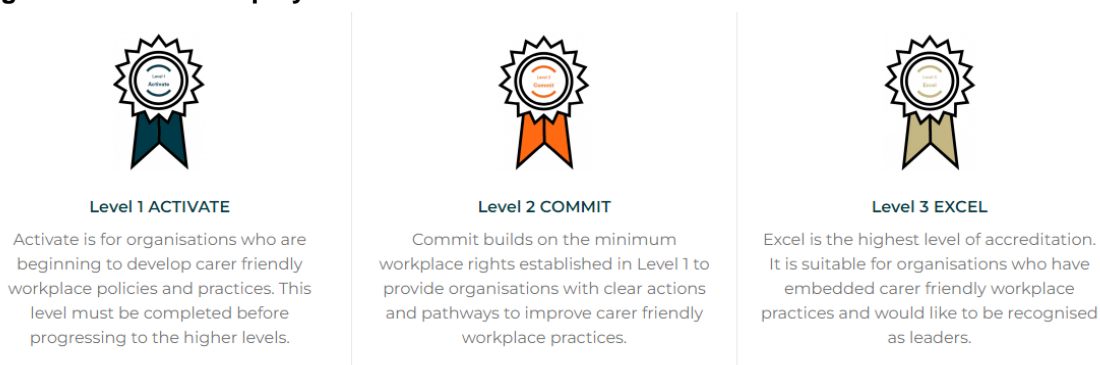 Level 1
Activate
Level 1 ACTIVATE
Activate is for organisations who are
beginning to develop carer friendly
workplace policies and practices. This
level must be completed before
progressing to the higher levels.
Level 2
Commit
Level 2 COMMIT
Commit builds on the minimum
workplace rights established in Level 1 to
provide organisations with clear actions
and pathways to improve carer friendly
workplace practices.
Level 3
Excel
Level 3 EXCEL
Excel is the highest level of accreditation.
It is suitable for organisations who have
embedded carer friendly workplace
practices and would like to be recognised
as leaders.